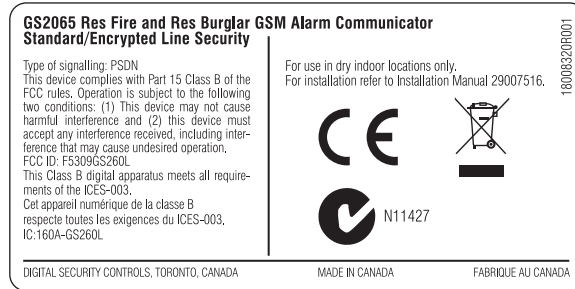 GS2065 Res Fire and Res Burglar GSM Alarm Communicator
Standard/Encrypted Line Security
Type of signalling: PSDN
This device complies with Part 15 Class B of the
FCC rules. Operation is subject to the following
two conditions: (1) This device may not cause
harmful interference and (2) this device must
accept any interference received, including inter-
ference that may cause undesired operation.
FCC ID: F5309GS260L
This Class B digital apparatus meets all require-
ments of the ICES-003.
Cet appareil numérique de la classe B
respecte toutes les exigences du ICES-003.
IC:160A-GS260L
For use in dry indoor locations only.
For installation refer to Installation Manual 29007516.
18008320R001
CE
N11427
DIGITAL SECURITY CONTROLS, TORONTO, CANADA
MADE IN CANADA
FABRIQUE AU CANADA